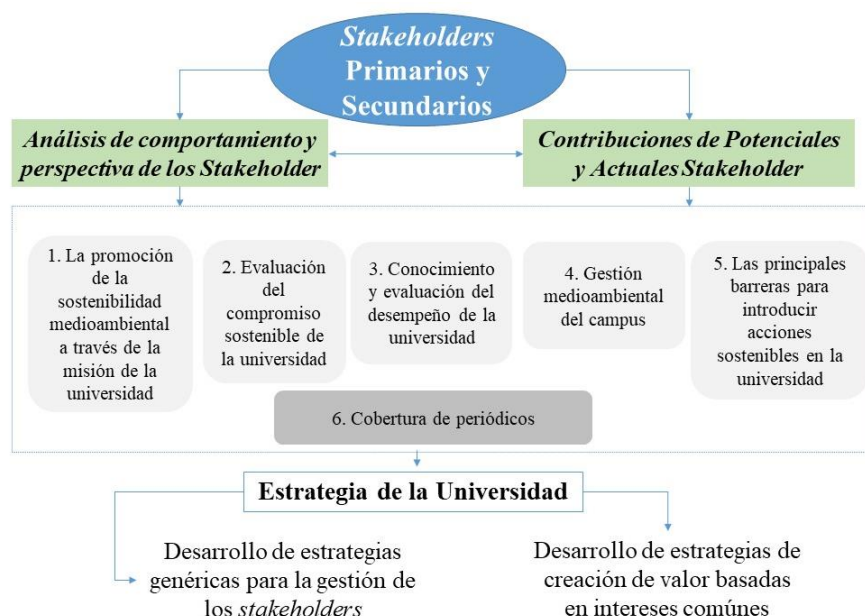 Stakeholders
Primarios y
Secundarios
Análisis de comportamiento y
perspectiva de los Stakeholder
Contribuciones de Potenciales
y Actuales Stakeholder
1. La promoción
de la
sostenibilidad
medioambiental
a través de la
misión de la
universidad
2. Evaluación
del
compromiso
sostenible de
la universidad
3. Conocimiento
y evaluación del
desempeño de la
universidad
4. Gestión
medioambiental
del campus
5. Las principales
barreras para
introducir
acciones
sostenibles en la
universidad
6. Cobertura de periódicos
Estrategia de la Universidad
Desarrollo de estrategias
genéricas para la gestión de
los stakeholders
Desarrollo de estrategias de
creación de valor basadas
en intereses comúnes